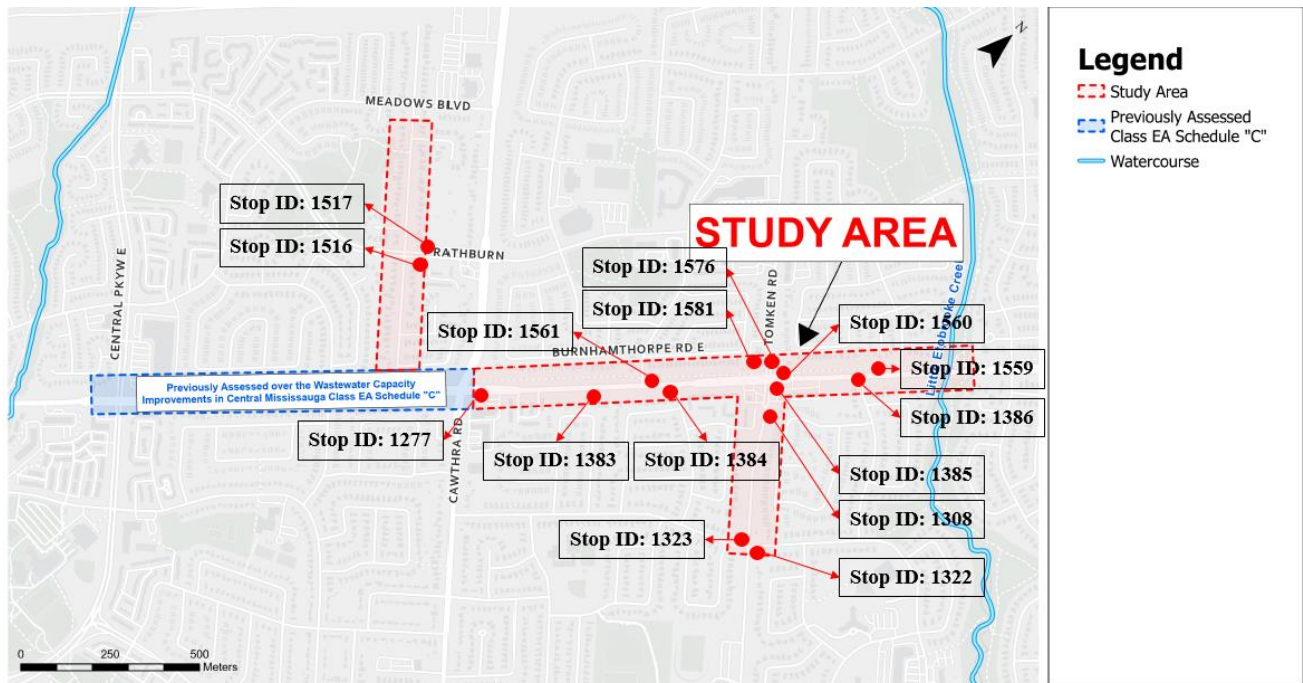 MEADOWS BLVD
N
Stop ID: 1517
RATHBURN
Stop ID: 1516
STUDY AREA
Stop ID: 1576
TOMKEN RD
Little Etobicoke Creek
CENTRAL PKYW E
Stop ID: 1581
Stop ID: 1561
Stop ID: 1560
BURNHAMTHORPE RD E
Stop ID: 1559
Previously Assessed over the Wastewater Capacity
Improvements in Central Mississauga Class EA Schedule "C"
Stop ID: 1386
Stop ID: 1277
CAWTHRA RD
Stop ID: 1383
Stop ID: 1384
Stop ID: 1385
Stop ID: 1308
Stop ID: 1323
Stop ID: 1322
0 250 500
Meters
Legend
Study Area
Previously Assessed
Class EA Schedule "C"
Watercourse